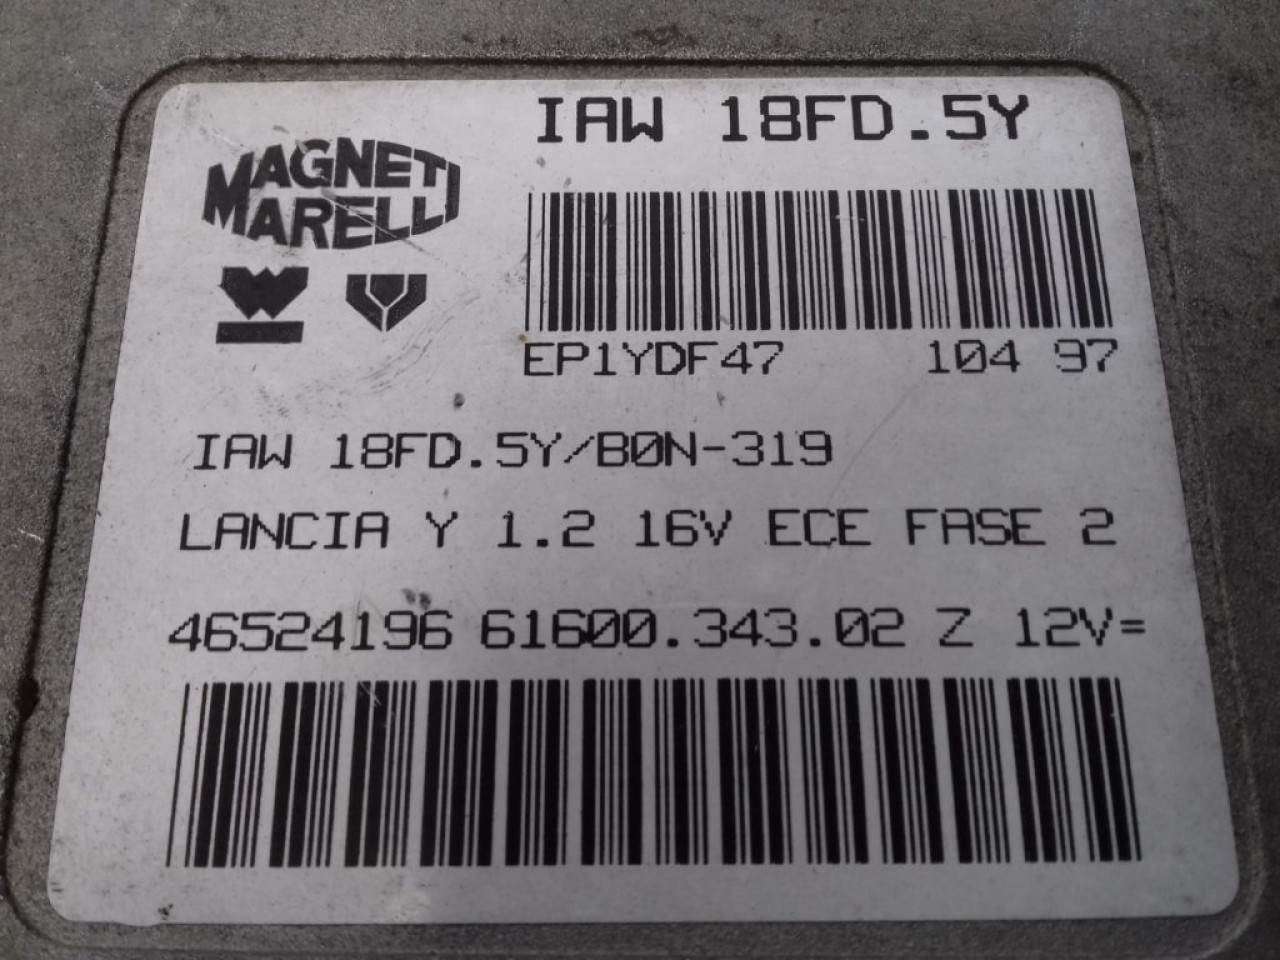 IAW 18FD.5Y
MAGNETI
MARELLI
EP1YDF47 104 97
IAW 18FD.5Y/B0N-319
LANCIA Y 1.2 16V ECE FASE 2
46524196 61600.343.02 Z 12V=